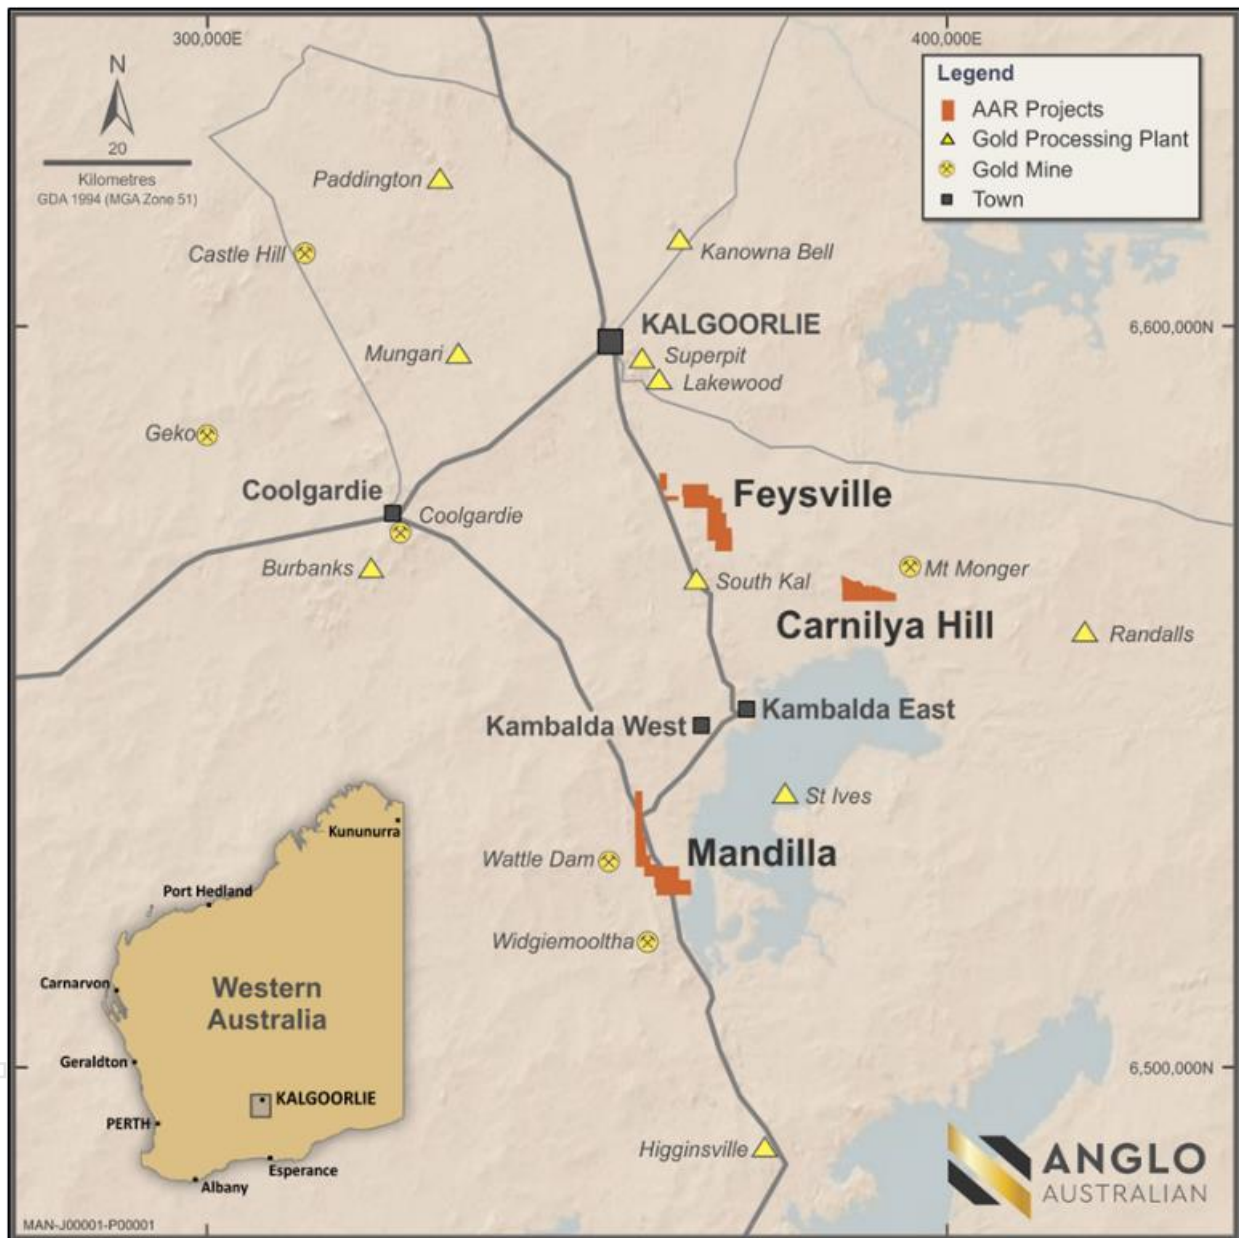 300,000E
400,000E
N
20
Kilometres
GDA 1994 (MGA Zone 51)
Legend
AAR Projects
Gold Processing Plant
Gold Mine
Town
Paddington
Castle Hill
Kanowna Bell
KALGOORLIE
6,600,000N
Mungari
Superpit
Lakewood
Geko
Coolgardie
Coolgardie
Feysville
Burbanks
South Kal
Mt Monger
Carnilya Hill
Randalls
Kambalda West
Kambalda East
St Ives
Wattle Dam
Mandilla
Widgiemooltha
Kununurra
Port Hedland
Carnarvon
Western
Australia
Geraldton
KALGOORLIE
PERTH
Esperance
Albany
6,500,000N
Higginsville
ANGLO
AUSTRALIAN
MAN-J00001-P00001